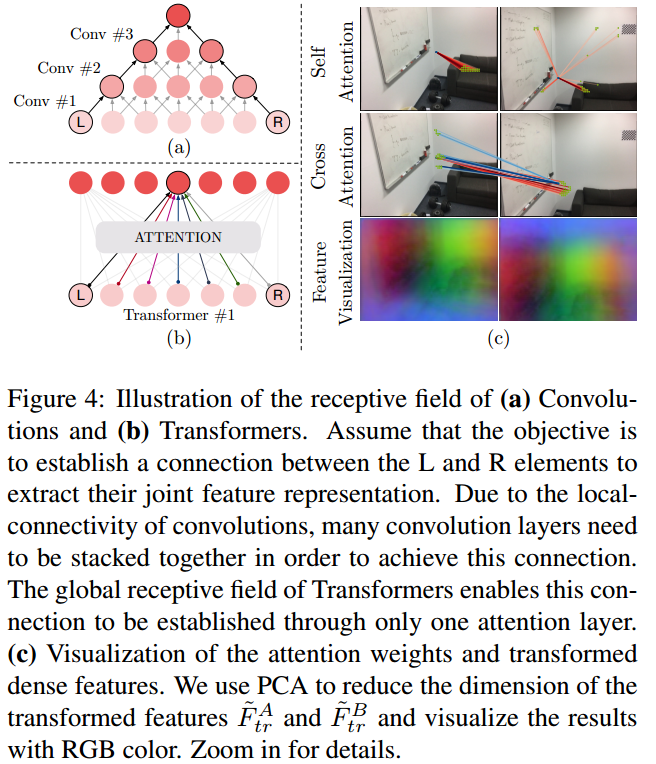 Conv #3
Conv #2
Conv #1
L
R
(a)
ATTENTION
L
R
Transformer #1
(b)
Self
Attention
Cross
Attention
Feature
Visualization
(c)
Figure 4: Illustration of the receptive field of (a) Convolu-
tions and (b) Transformers. Assume that the objective is
to establish a connection between the L and R elements to
extract their joint feature representation. Due to the local-
connectivity of convolutions, many convolution layers need
to be stacked together in order to achieve this connection.
The global receptive field of Transformers enables this con-
nection to be established through only one attention layer.
(c) Visualization of the attention weights and transformed
dense features. We use PCA to reduce the dimension of the
transformed features F̃_{tr}^{A} and F̃_{tr}^{B} and visualize the results
with RGB color. Zoom in for details.